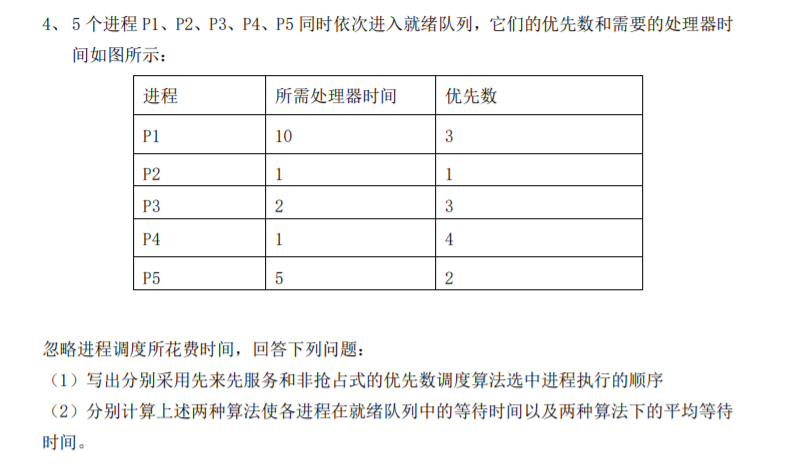 4、 5 个进程 P1、P2、P3、P4、P5 同时依次进入就绪队列，它们的优先数和需要的处理器时
间如图所示：
进程 所需处理器时间 优先数
P1 10 3
P2 1 1
P3 2 3
P4 1 4
P5 5 2
忽略进程调度所花费时间，回答下列问题：
（1）写出分别采用先来先服务和非抢占式的优先数调度算法选中进程执行的顺序
（2）分别计算上述两种算法使各进程在就绪队列中的等待时间以及两种算法下的平均等待
时间。